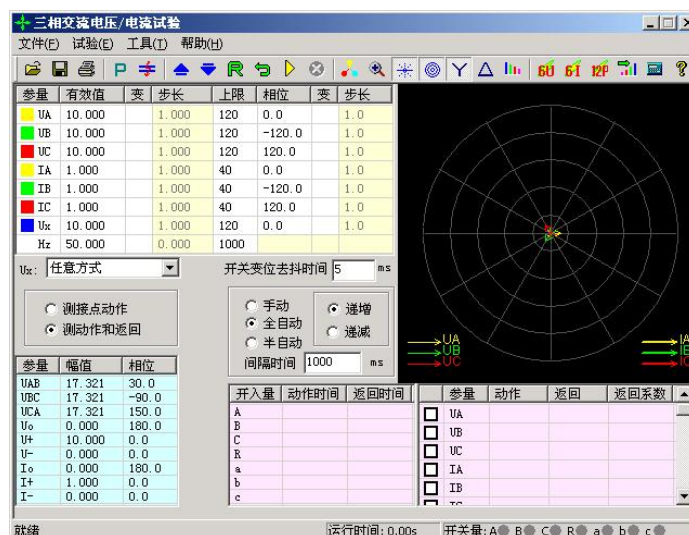 三相交流电压/电流试验
文件(F) 试验(E) 工具(T) 帮助(H)
P R 6U 6I 12P ?
参量 有效值 变 步长 上限 相位 变 步长
UA 10.000 1.000 120 0.0 1.0
UB 10.000 1.000 120 -120.0 1.0
UC 10.000 1.000 120 120.0 1.0
IA 1.000 1.000 40 0.0 1.0
IB 1.000 1.000 40 -120.0 1.0
IC 1.000 1.000 40 120.0 1.0
Ux 10.000 1.000 120 0.0 1.0
Hz 50.000 0.000 1000
Ux: 任意方式 开关变位去抖时间 5 ms
测接点动作
测动作和返回
手动
全自动
半自动
递增
递减
间隔时间 1000 ms
UA
UB
UC
IA
IB
IC
参量 幅值 相位
UAB 17.321 30.0
UBC 17.321 -90.0
UCA 17.321 150.0
Uo 0.000 180.0
U+ 10.000 0.0
U- 0.000 0.0
Io 0.000 180.0
I+ 1.000 0.0
I- 0.000 0.0
开入量 动作时间 返回时间
A
B
C
R
a
b
c
参量 动作 返回 返回系数
UA
UB
UC
IA
IB
IC
就绪 运行时间: 0.00s 开关量: A B C R a b c